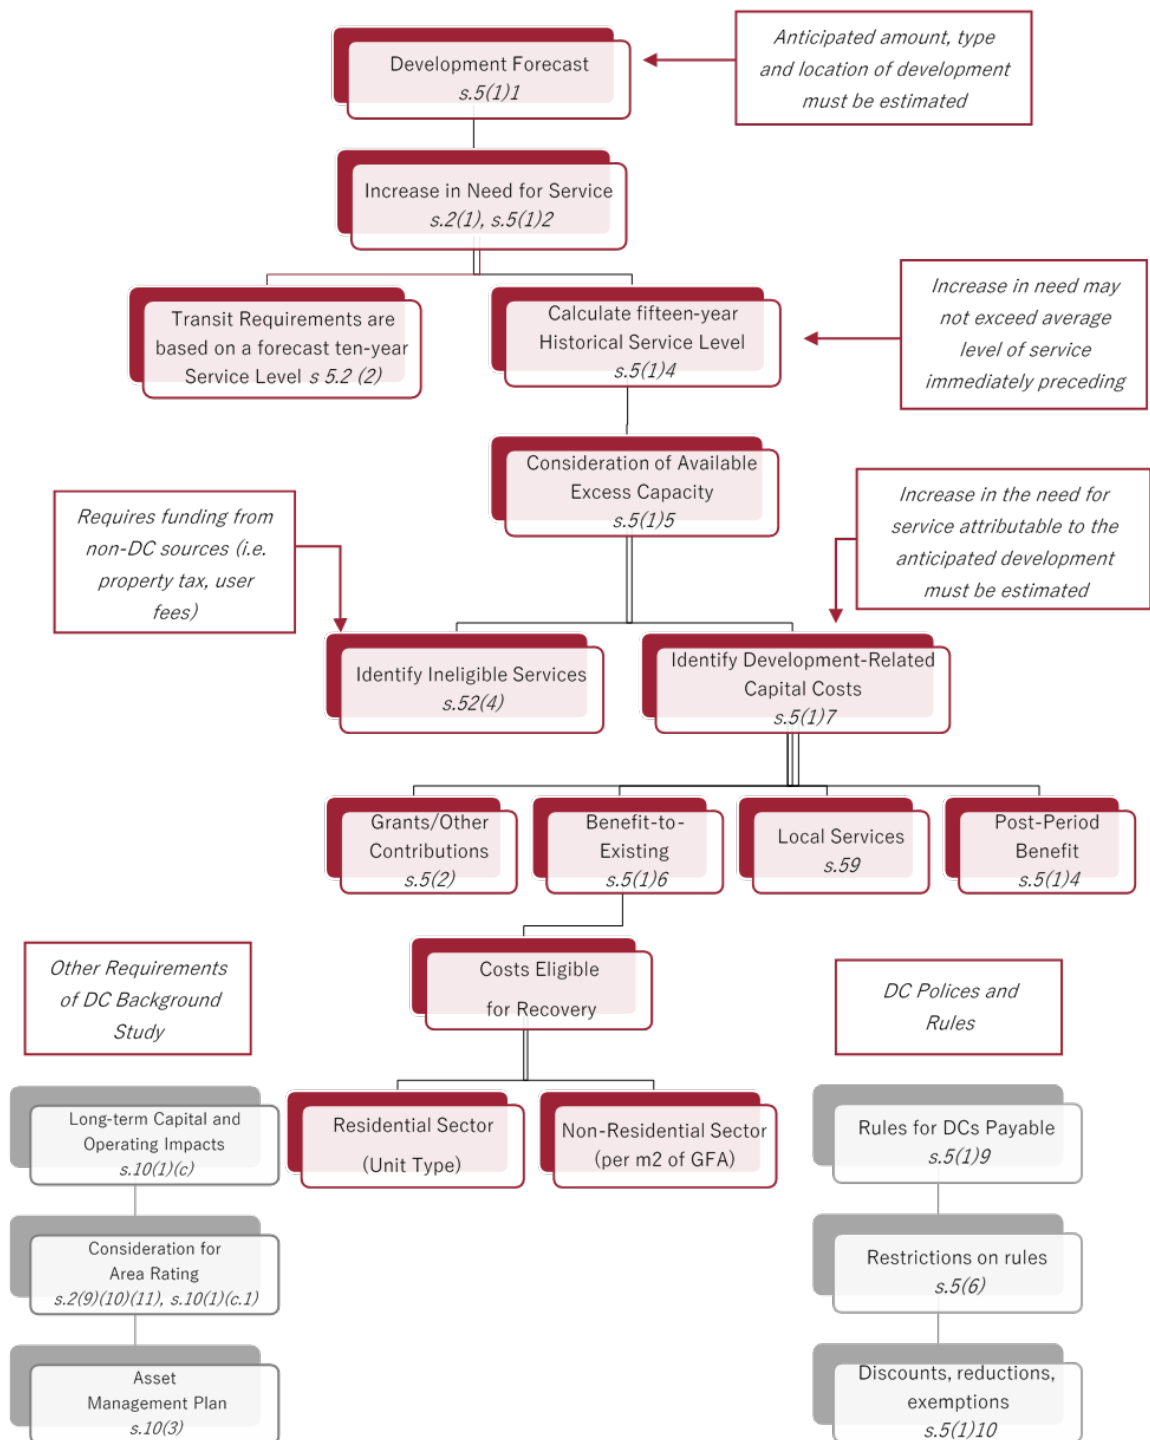 Development Forecast
s.5(1)1
Anticipated amount, type
and location of development
must be estimated
Increase in Need for Service
s.2(1), s.5(1)2
Transit Requirements are
based on a forecast ten-year
Service Level s 5.2 (2)
Calculate fifteen-year
Historical Service Level
s.5(1)4
Increase in need may
not exceed average
level of service
immediately preceding
Consideration of Available
Excess Capacity
s.5(1)5
Requires funding from
non-DC sources (i.e.
property tax, user
fees)
Increase in the need for
service attributable to the
anticipated development
must be estimated
Identify Ineligible Services
s.52(4)
Identify Development-Related
Capital Costs
s.5(1)7
Grants/Other
Contributions
s.5(2)
Benefit-to-
Existing
s.5(1)6
Local Services
s.59
Post-Period
Benefit
s.5(1)4
Costs Eligible
for Recovery
Residential Sector
(Unit Type)
Non-Residential Sector
(per m2 of GFA)
Other Requirements
of DC Background
Study
Long-term Capital and
Operating Impacts
s.10(1)(c)
Consideration for
Area Rating
s.2(9)(10)(11), s.10(1)(c.1)
Asset
Management Plan
s.10(3)
DC Polices and
Rules
Rules for DCs Payable
s.5(1)9
Restrictions on rules
s.5(6)
Discounts, reductions,
exemptions
s.5(1)10